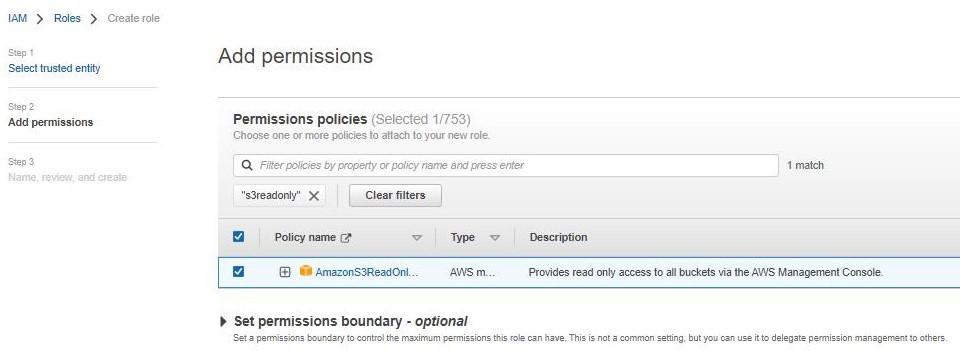 IAM > Roles > Create role
Step 1
Select trusted entity
Step 2
Add permissions
Step 3
Name, review, and create
Add permissions
Permissions policies (Selected 1/753)
Choose one or more policies to attach to your new role.
Filter policies by property or policy name and press enter
1 match
"s3readonly"
Clear filters
Policy name Type Description
AmazonS3ReadOnl... AWS m... Provides read only access to all buckets via the AWS Management Console.
Set permissions boundary - optional
Set a permissions boundary to control the maximum permissions this role can have. This is not a common setting, but you can use it to delegate permission management to others.